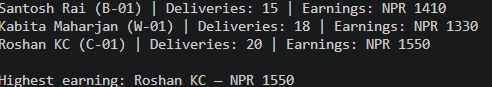 Santosh Rai (B-01) | Deliveries: 15 | Earnings: NPR 1410
Kabita Maharjan (W-01) | Deliveries: 18 | Earnings: NPR 1330
Roshan KC (C-01) | Deliveries: 20 | Earnings: NPR 1550
Highest earning: Roshan KC — NPR 1550